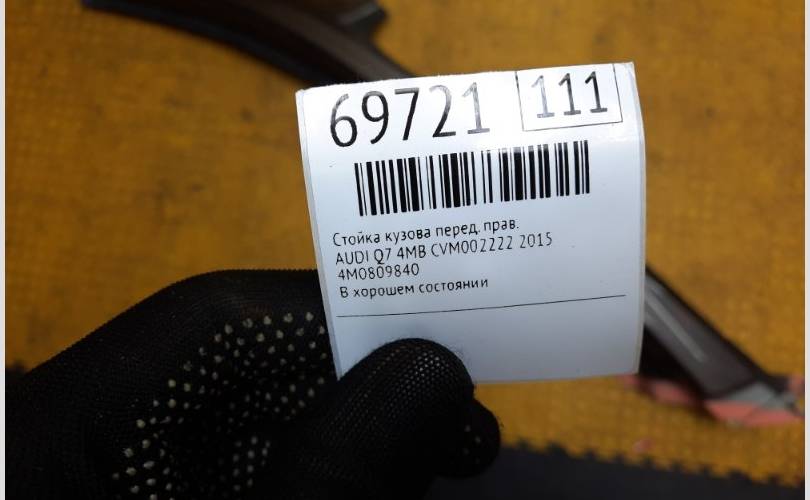 69721 111
Стойка кузова перед. прав.
AUDI Q7 4MB CVM002222 2015
4M0809840
В хорошем состоянии